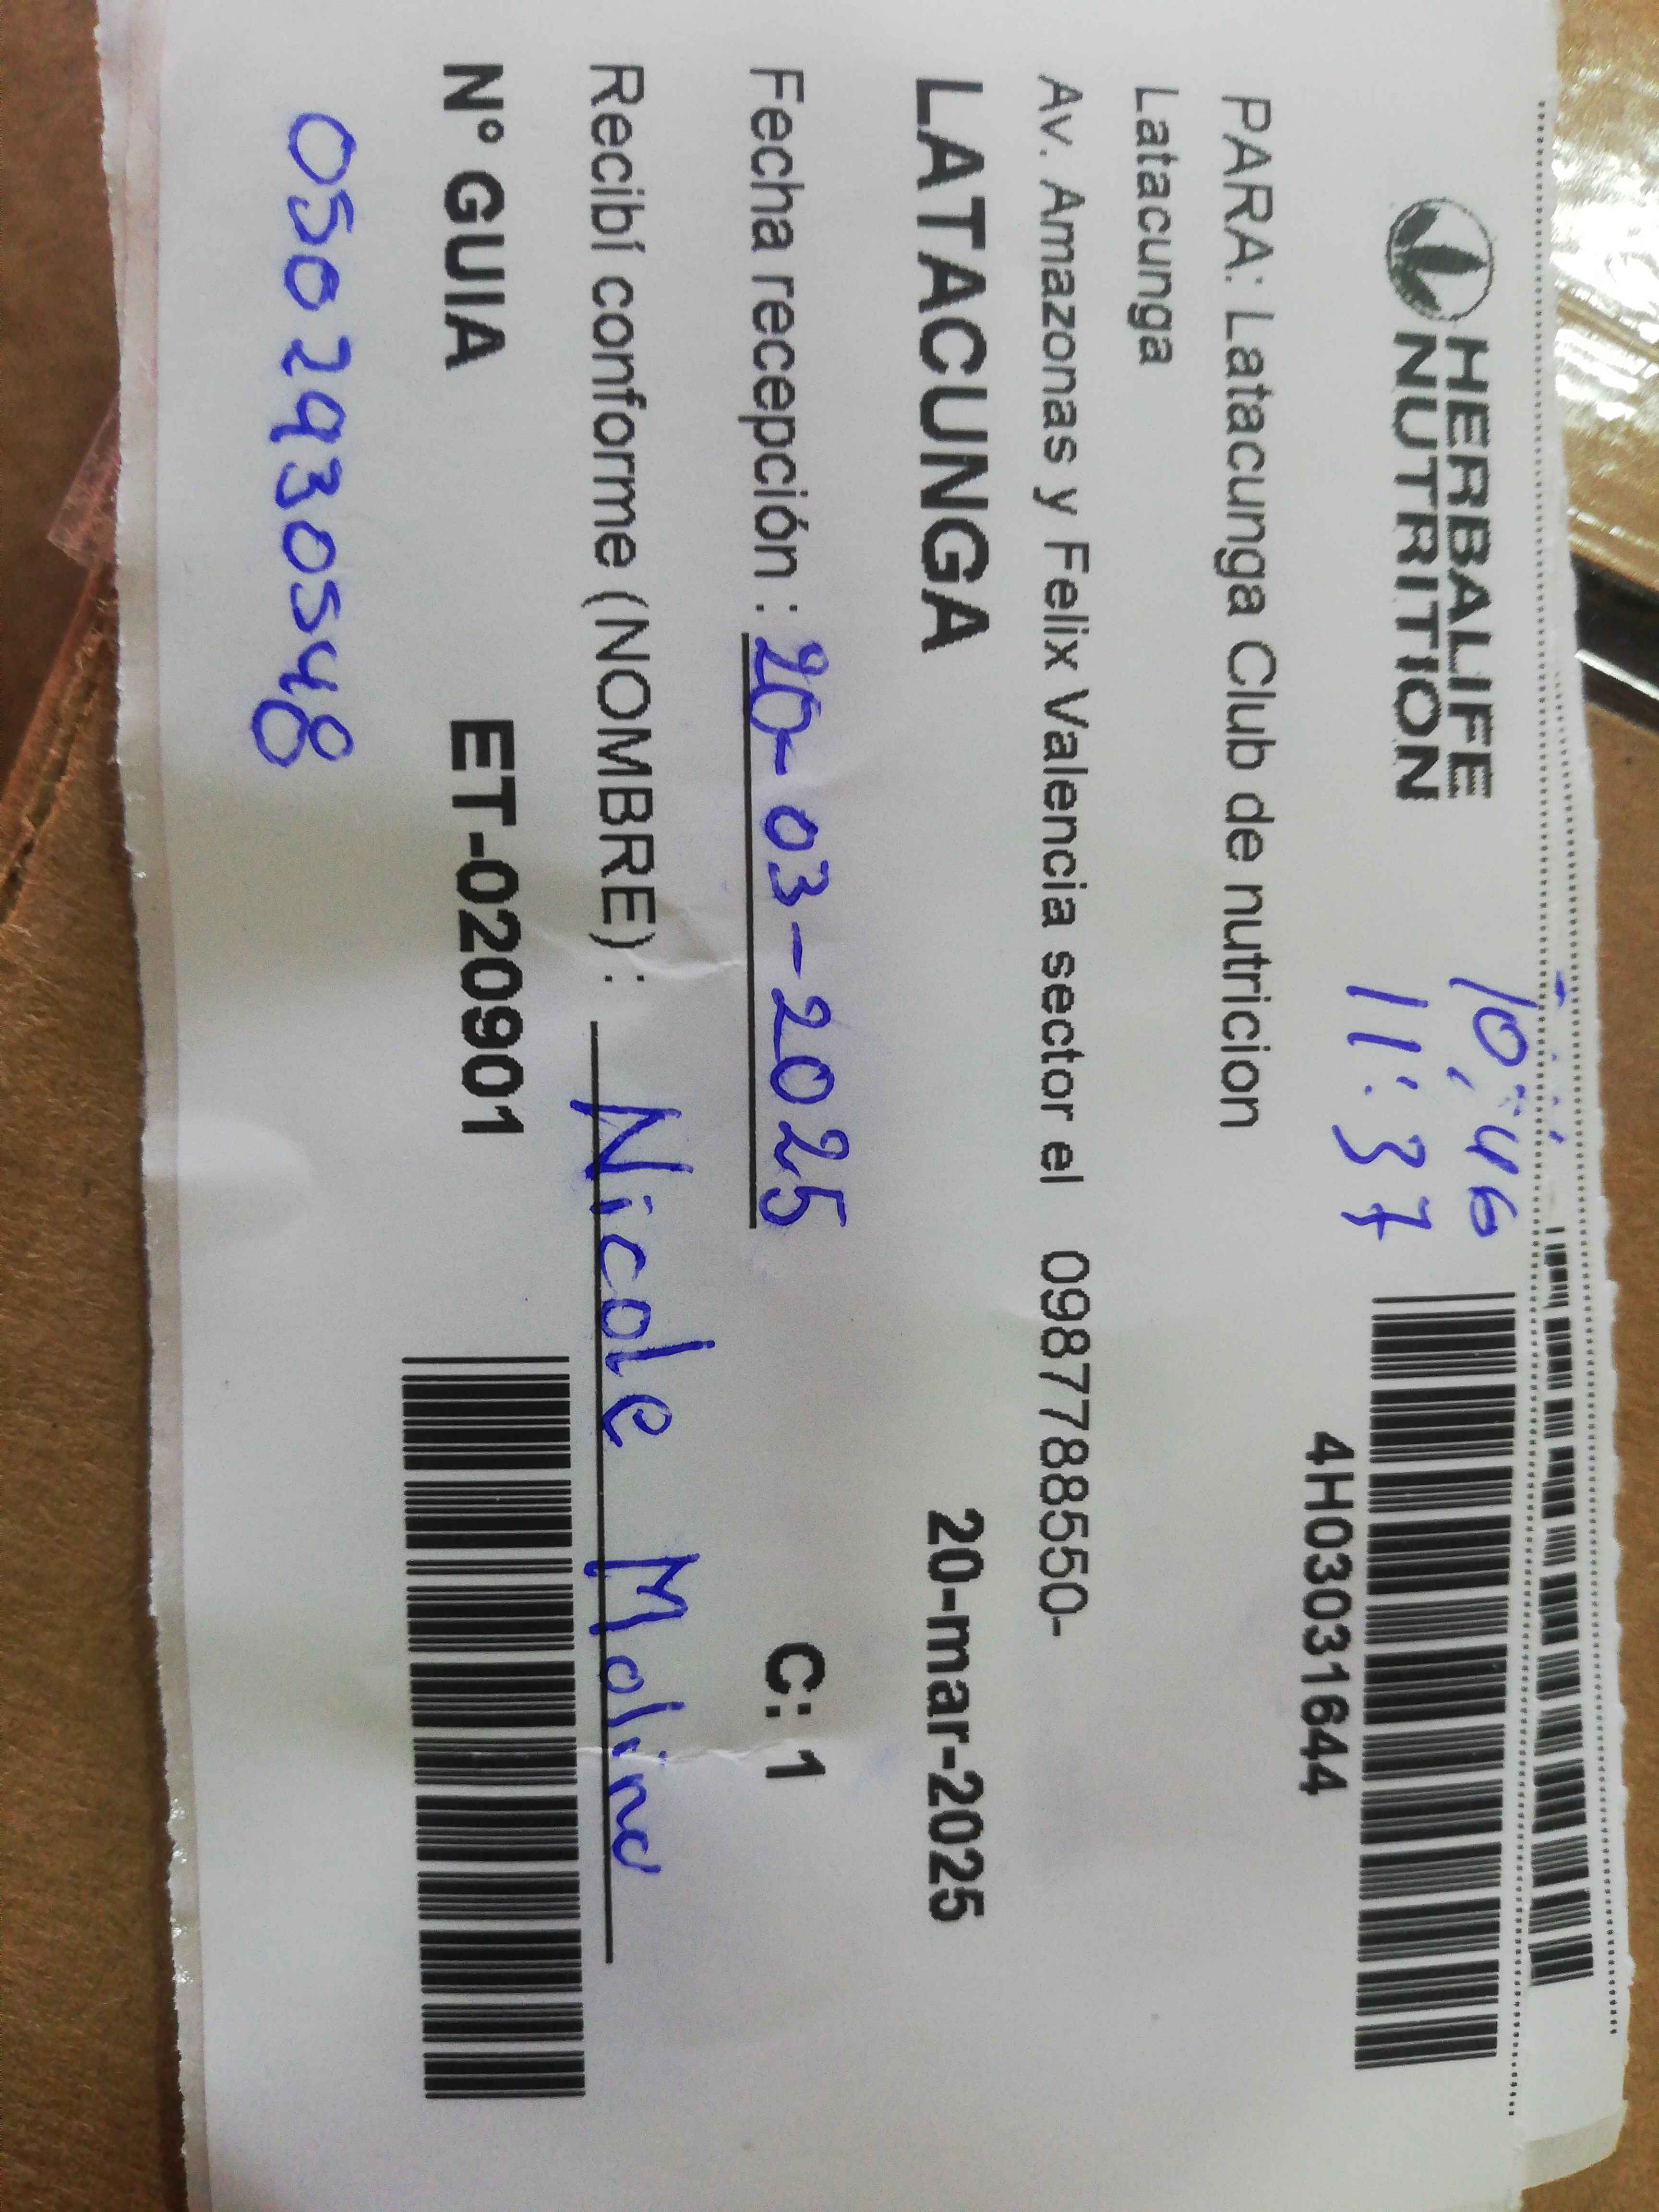 HERBALIFE
NUTRITION
10:46
11:37
4H03031644
PARA: Latacunga Club de nutricion
Latacunga
Av. Amazonas y Felix Valencia sector el 0987788550-
LATACUNGA 20-mar-2025
Fecha recepción : 20-03-2025 C: 1
Recibí conforme (NOMBRE) : Nicole Molina
N° GUIA ET-020901
0502930548